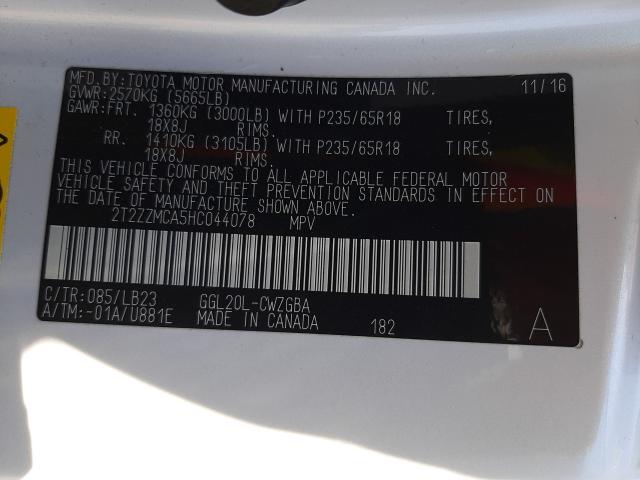 MFD.BY:TOYOTA MOTOR MANUFACTURING CANADA INC. 11/16
GVWR:2570KG (5665LB)
GAWR:FRT. 1360KG (3000LB) WITH P235/65R18 TIRES,
18X8J RIMS.
RR. 1410KG (3105LB) WITH P235/65R18 TIRES,
18X8J RIMS.
THIS VEHICLE CONFORMS TO ALL APPLICABLE FEDERAL MOTOR
VEHICLE SAFETY AND THEFT PREVENTION STANDARDS IN EFFECT ON
THE DATE OF MANUFACTURE SHOWN ABOVE.
2T2ZZMCA5HC044078 MPV
C/TR:085/LB23 GGL20L-CWZGBA
A/TM:-01A/U881E MADE IN CANADA 182 A